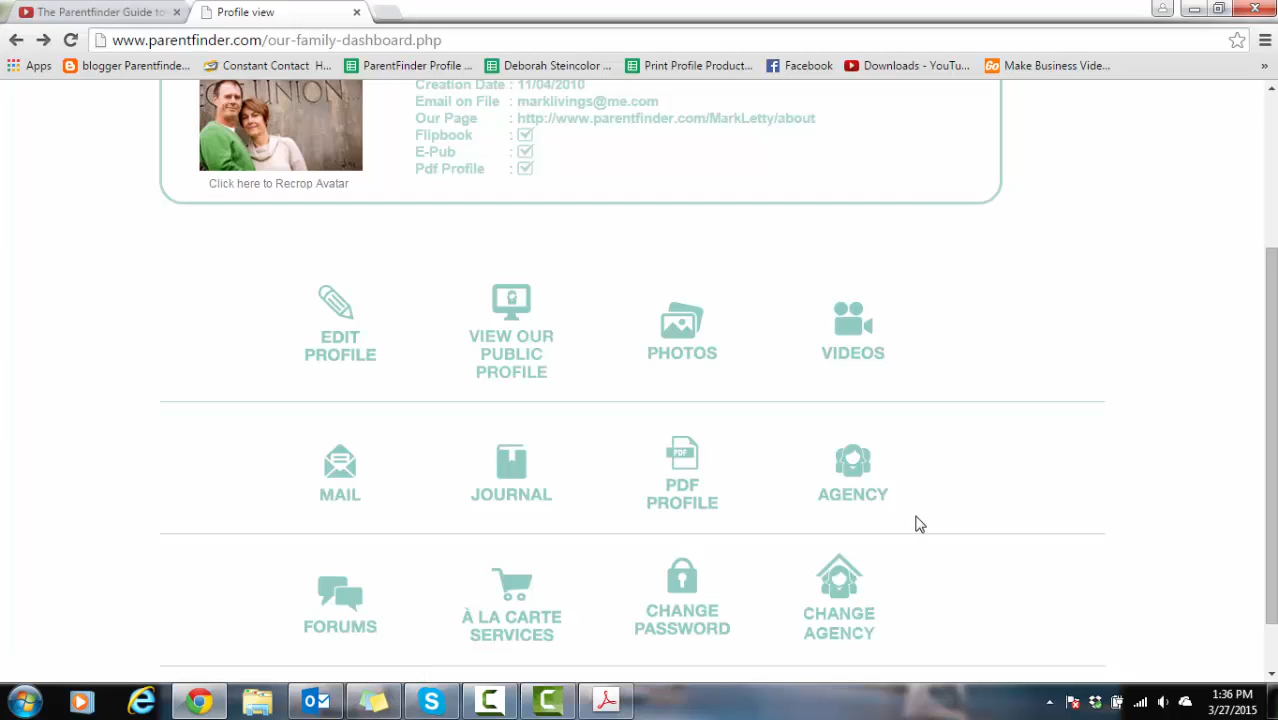 The Parentfinder Guide to
Profile view
www.parentfinder.com/our-family-dashboard.php
Apps
blogger Parentfinde...
Constant Contact H...
ParentFinder Profile ...
Deborah Steincolor ...
Print Profile Product...
Facebook
Downloads - YouTu...
Go Make Business Vide...
»
Creation Date : 11/04/2010
Email on File : marklivings@me.com
Our Page : http://www.parentfinder.com/MarkLetty/about
Flipbook :
E-Pub :
Pdf Profile :
Click here to Recrop Avatar
EDIT
PROFILE
VIEW OUR
PUBLIC
PROFILE
PHOTOS
VIDEOS
MAIL
JOURNAL
PDF
PDF
PROFILE
AGENCY
FORUMS
À LA CARTE
SERVICES
CHANGE
PASSWORD
CHANGE
AGENCY
1:36 PM
3/27/2015